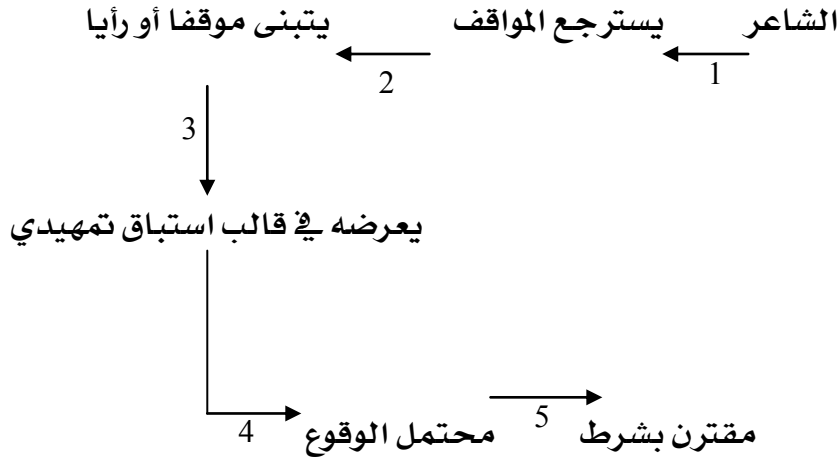 الشاعر يسترجع المواقف يتبنى موقفا أو رأيا
1 2
3
يعرضه في قالب استباق تمهيدي
4 محتمل الوقوع 5 مقترن بشرط